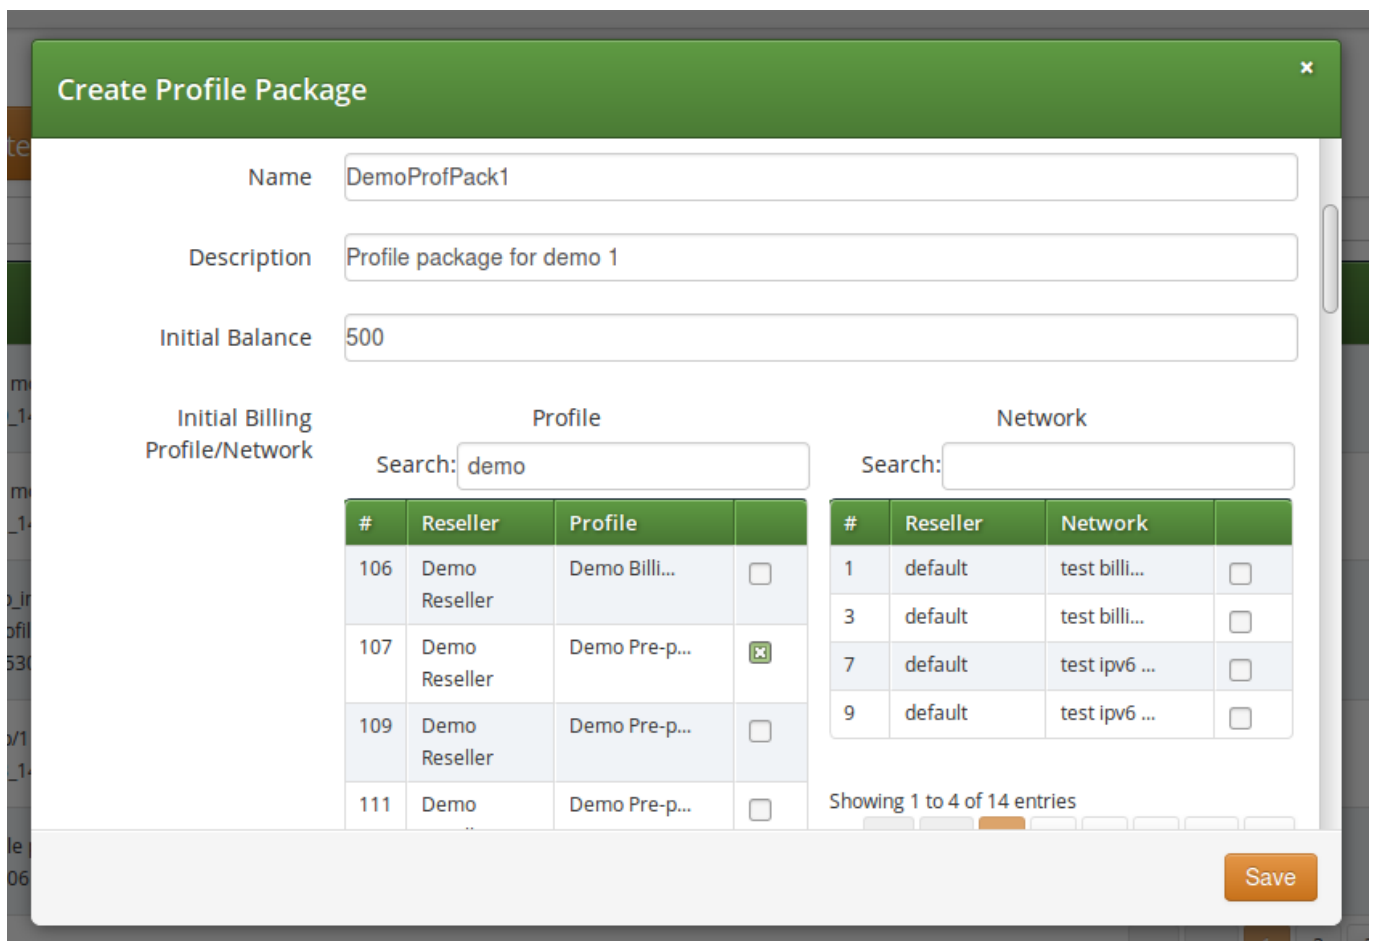 Create Profile Package
×
Name
DemoProfPack1
Description
Profile package for demo 1
Initial Balance
500
Initial Billing
Profile/Network
Profile
Search: demo
# Reseller Profile
106 Demo Reseller Demo Billi...
107 Demo Reseller Demo Pre-p...
109 Demo Reseller Demo Pre-p...
111 Demo Demo Pre-p...
Network
Search:
# Reseller Network
1 default test billi...
3 default test billi...
7 default test ipv6 ...
9 default test ipv6 ...
Showing 1 to 4 of 14 entries
Save